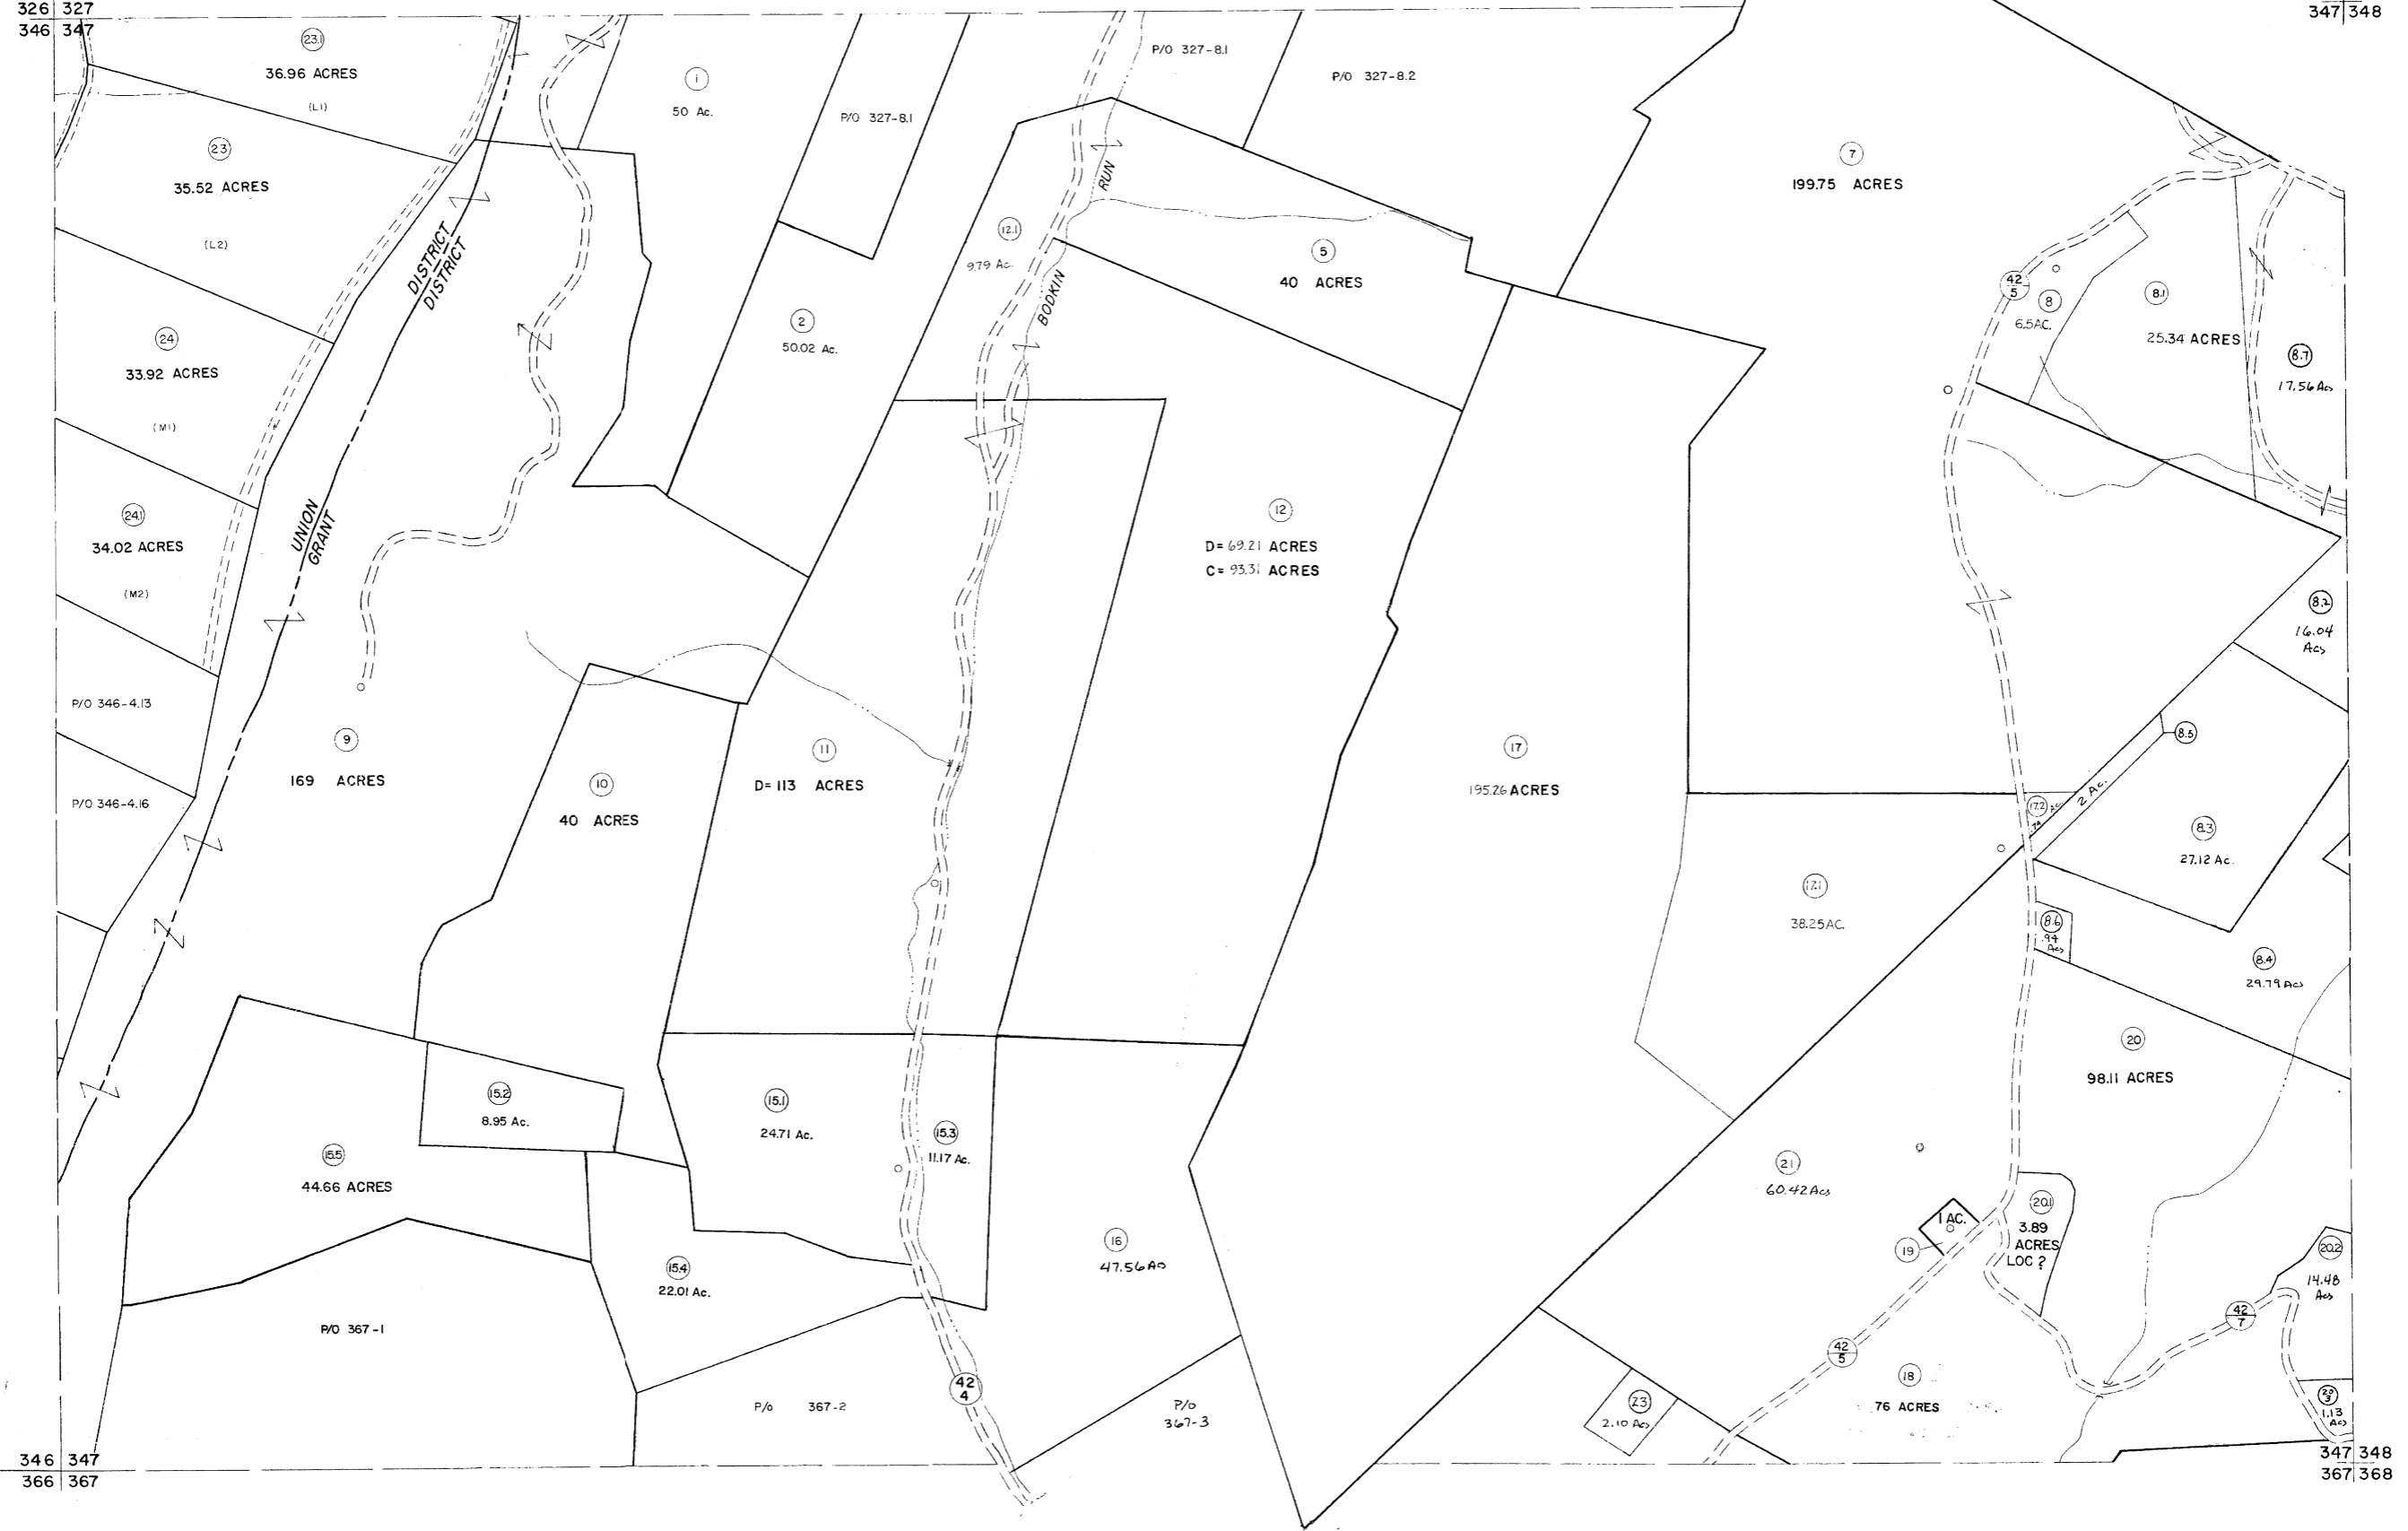 326 327
346 347
347 348
23.1
36.96 ACRES
(L1)
23
35.52 ACRES
(L2)
24
33.92 ACRES
(M1)
24.1
34.02 ACRES
(M2)
P/O 346-4.13
P/O 346-4.16
DISTRICT
DISTRICT
UNION
GRANT
1
50 Ac.
P/O 327-8.1
2
50.02 Ac.
P/O 327-8.1
P/O 327-8.2
BODKIN RUN
12.1
9.79 Ac.
5
40 ACRES
7
199.75 ACRES
42
5
8
6.5 AC.
8.1
25.34 ACRES
8.7
17.56 Acs
12
D= 69.21 ACRES
C= 93.31 ACRES
8.2
16.04
Acs
9
169 ACRES
10
40 ACRES
11
D= 113 ACRES
17
195.26 ACRES
8.5
2 Ac.
17.2
8.3
27.12 Ac.
17.1
38.25 AC.
8.6
.94
Acs
8.4
29.79 Acs
20
98.11 ACRES
15.2
8.95 Ac.
15.1
24.71 Ac.
15.3
11.17 Ac.
15.5
44.66 ACRES
21
60.42 Acs
1 AC.
19
20.1
3.89
ACRES
LOC ?
20.2
14.48
Acs
15.4
22.01 Ac.
16
47.56 Ac
P/O 367-1
42
7
42
5
42
4
18
76 ACRES
P/o 367-2
P/o
367-3
23
2.10 Acs
20
3
1.13
Acs
346 347
366 367
347 348
367 368